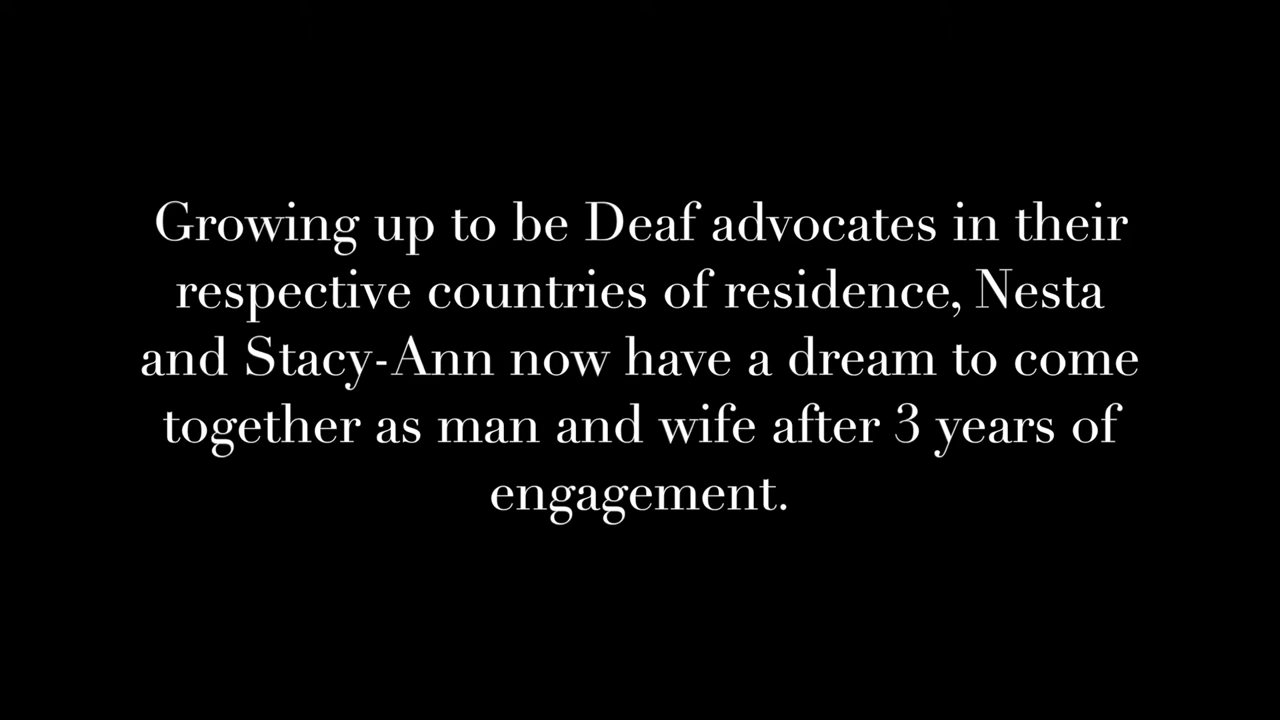 Growing up to be Deaf advocates in their
respective countries of residence, Nesta
and Stacy-Ann now have a dream to come
together as man and wife after 3 years of
engagement.